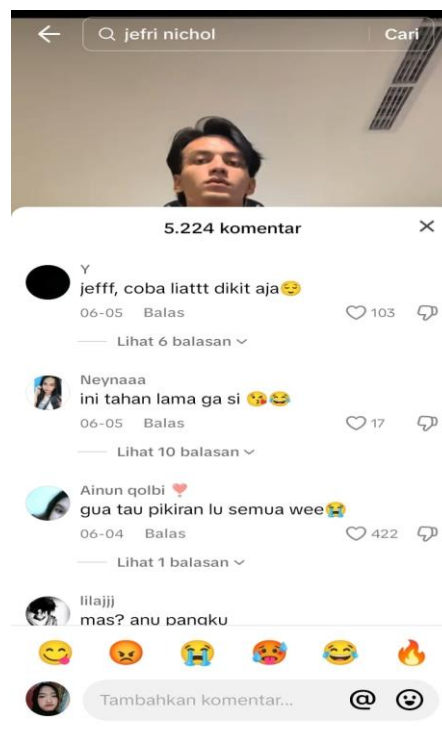 jefri nichol
Cari
5.224 komentar
Y
jefff, coba liattt dikit aja😌
06-05 Balas
103
Lihat 6 balasan
Neynaaa
ini tahan lama ga si 😘😂
06-05 Balas
17
Lihat 10 balasan
Ainun qolbi
gua tau pikiran lu semua wee😭
06-04 Balas
422
Lihat 1 balasan
lilajjj
mas? anu pangku
Tambahkan komentar...
@